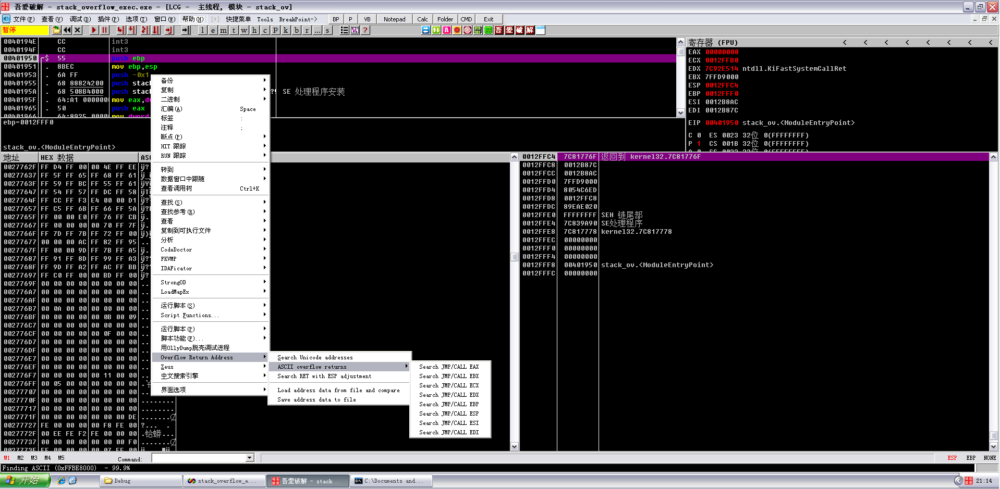 吾愛破解 - stack_overflow_exec.exe - [LCG - 主线程, 模块 - stack_ov]
文件(F) 查看(V) 调试(D) 插件(P) 选项(T) 窗口(W) 帮助(H) [+] 快捷菜单 Tools BreakPoint-> BP P VB Notepad Calc Folder CMD Exit
暂停 l e m t w h c p k b r ... s ?
0040194E CC int3
0040194F CC int3
00401950 $ 55 push ebp
00401951 . 8BEC mov ebp,esp
00401953 . 6A FF push -0x1
00401955 . 68 88824200 push stac
0040195A . 68 508B4000 push stac SE 处理程序安装
0040195F . 64:A1 0000000 mov eax,d
00401965 . 50 push eax
00401966 . 64:8925 0000 mov dword
ebp=0012FFF0
stack_ov.<ModuleEntryPoint>
寄存器 (FPU) < < < < < < < <
EAX 00000000
ECX 0012FFB0
EDX 7C92E514 ntdll.KiFastSystemCallRet
EBX 7FFD9000
ESP 0012FFC4
EBP 0012FFF0
ESI 0012B8AC
EDI 0012B87C
EIP 00401950 stack_ov.<ModuleEntryPoint>
C 0 ES 0023 32位 0(FFFFFFFF)
P 1 CS 001B 32位 0(FFFFFFFF)
地址 HEX 数据 ASC
0027762F FF D4 FF 00 00 4E FF EE
00277637 FF 5F FF 65 FF 68 FF 61
0027763F FF 59 FF BC FF 55 FF 61
00277647 FF 54 FF 57 FF DC FF 58
0027764F FF CC FF F3 E4 00 00 D1
00277657 FF C5 FF 6B FF 66 FF 5A
0027765F FF 00 00 E0 FF 76 FF CB
00277667 FF 00 00 00 00 70 FF 7F
0027766F FF 7D FF 7B FF 72 FF 00
00277677 00 00 00 AC FF 82 FF 95
0027767F FF 00 00 9D FF 7B FF A5
00277687 FF 91 FF 8D FF 99 FF A3
0027768F FF 9D FF A2 FF AC FF BB
00277697 FF C0 FF 00 00 BD FF 00
0027769F 00 00 00 00 00 00 00 00
002776A7 00 00 00 00 00 00 00 00
002776AF 00 00 00 00 00 00 00 00
002776B7 00 0A 00 00 00 00 00 00
002776BF 00 00 00 00 00 0B 00 09
002776C7 00 00 00 00 00 00 00 00
002776CF 00 00 00 00 00 0F 00 00
002776D7 00 00 00 00 00 00 00 00
002776DF 00 00 00 00 00 00 00 00
002776E7 00 00 00 00 00 00 00 00
002776EF 00 00 00 00 00 00 00 00
002776F7 00 00 00 00 00 11 00 00
002776FF 00 05 00 00 00 00 00 00
00277707 00 00 00 00 00 00 00 00
0027770F 00 00 00 00 00 00 00 00 ........
00277717 00 00 00 00 00 00 00 00 ........
0027771F 00 00 00 00 00 00 00 DE
00277727 FE 00 00 00 00 F8 FE 00
0027772F 00 EE FE F2 FE 00 00 00
00277737 00 00 00 00 00 00 00 F0
0012FFC4 7C81776F 返回到 kernel32.7C81776F
0012FFC8 0012B87C
0012FFCC 0012B8AC
0012FFD0 7FFD9000
0012FFD4 8054C6ED
0012FFD8 0012FFC8
0012FFDC 89EAE020
0012FFE0 FFFFFFFF SEH 链尾部
0012FFE4 7C839A90 SE处理程序
0012FFE8 7C817778 kernel32.7C817778
0012FFEC 00000000
0012FFF0 00000000
0012FFF4 00000000
0012FFF8 00401950 stack_ov.<ModuleEntryPoint>
0012FFFC 00000000
备份
复制
二进制
汇编(A) Space
标签 :
注释 ;
断点(P)
HIT 跟踪
RUN 跟踪
转到
数据窗口中跟随
查看调用树 Ctrl+K
查找(S)
查找参考(R)
查看
复制到可执行文件
分析
CodeDoctor
FKVMP
IDAFicator
StrongOD
LoadMapEx
运行脚本(S)
Script Functions...
运行脚本(P)
脚本功能(F)...
用OllyDump脱壳调试进程
Overflow Return Address
Zeus
中文搜索引擎
界面选项
Search Unicode addresses
ASCII overflow returns
Search RET with ESP adjustment
Load address data from file and compare
Save address data to file
Search JMP/CALL EAX
Search JMP/CALL EBX
Search JMP/CALL ECX
Search JMP/CALL EDX
Search JMP/CALL EBP
Search JMP/CALL ESP
Search JMP/CALL ESI
Search JMP/CALL EDI
M1 M2 M3 M4 M5 Command: ESP EBP NONE
Finding ASCII (0xFFBE8000) - 99.9%
开始 Debug stack_overflow_e... 吾愛破解 - stack... C:\Documents and... 21:14